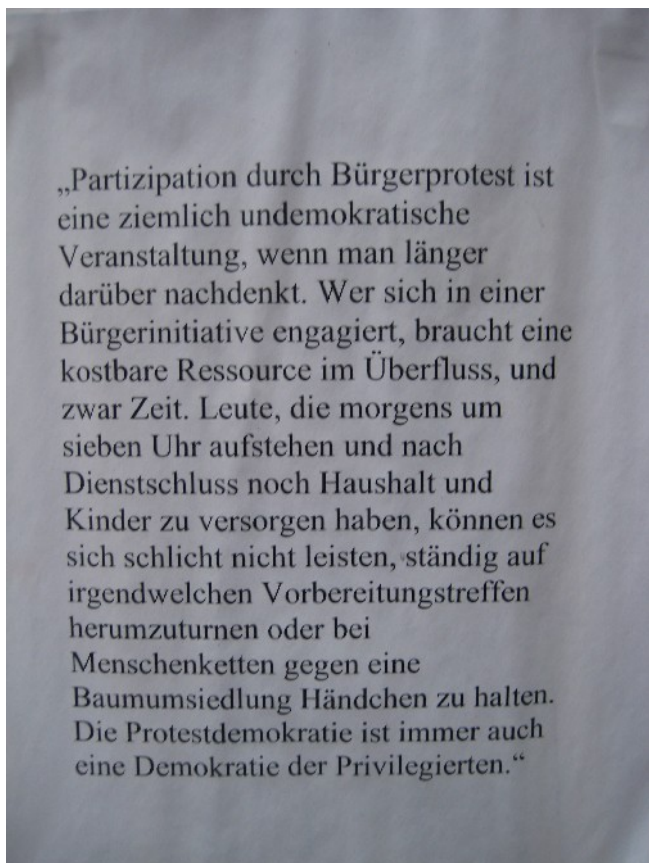 „Partizipation durch Bürgerprotest ist
eine ziemlich undemokratische
Veranstaltung, wenn man länger
darüber nachdenkt. Wer sich in einer
Bürgerinitiative engagiert, braucht eine
kostbare Ressource im Überfluss, und
zwar Zeit. Leute, die morgens um
sieben Uhr aufstehen und nach
Dienstschluss noch Haushalt und
Kinder zu versorgen haben, können es
sich schlicht nicht leisten, ständig auf
irgendwelchen Vorbereitungstreffen
herumzuturnen oder bei
Menschenketten gegen eine
Baumumsiedlung Händchen zu halten.
Die Protestdemokratie ist immer auch
eine Demokratie der Privilegierten.“